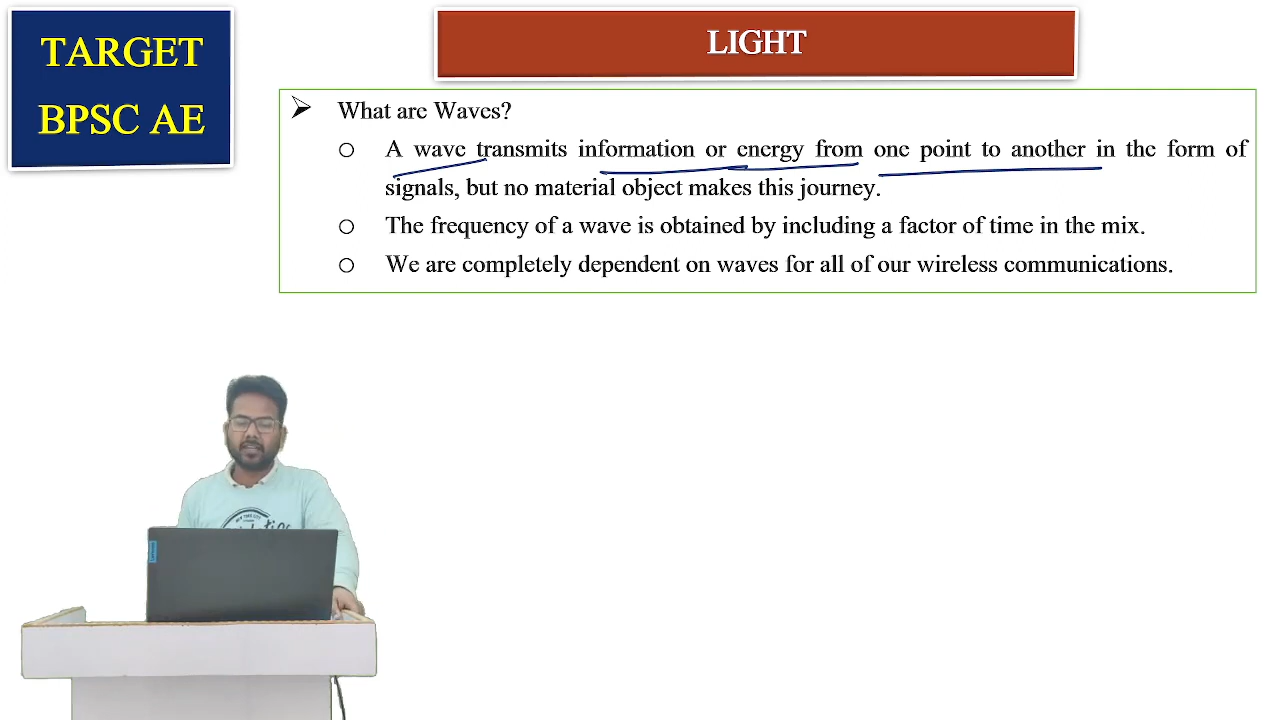 TARGET
BPSC AE
LIGHT
➢ What are Waves?
o A wave transmits information or energy from one point to another in the form of
signals, but no material object makes this journey.
o The frequency of a wave is obtained by including a factor of time in the mix.
o We are completely dependent on waves for all of our wireless communications.
Lenovo